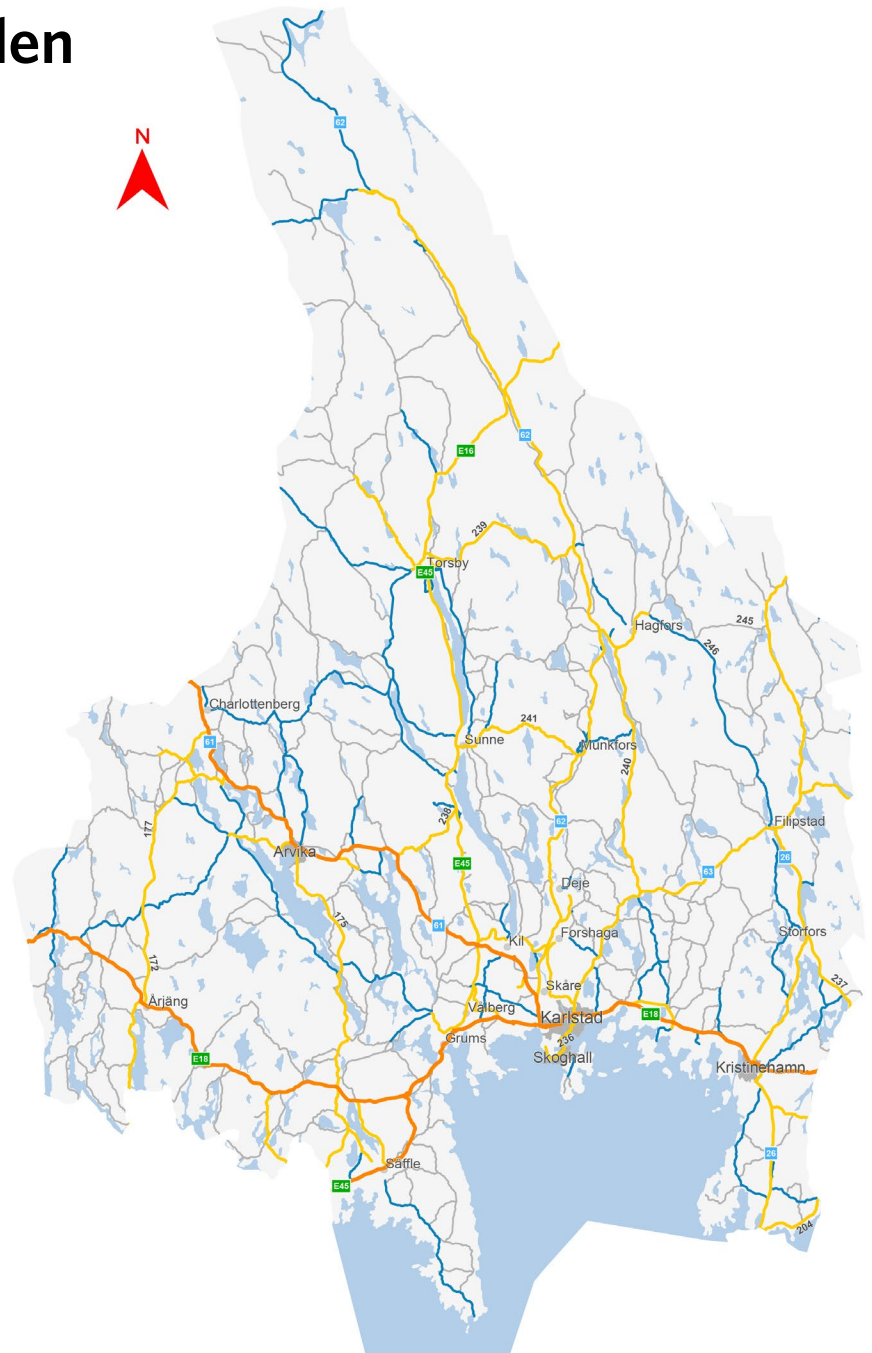 len
N
62
62
E16
239
Torsby
E45
Hagfors
245
246
Charlottenberg
61
241
Sunne
Munkfors
240
177
238
62
Filipstad
Arvika
E45
63
26
Deje
175
61
Kil
Forshaga
Storfors
172
237
Årjäng
Skåre
Vålberg
Karlstad
E18
Grums
236
E18
Skoghall
Kristinehamn
26
Säffle
E45
204